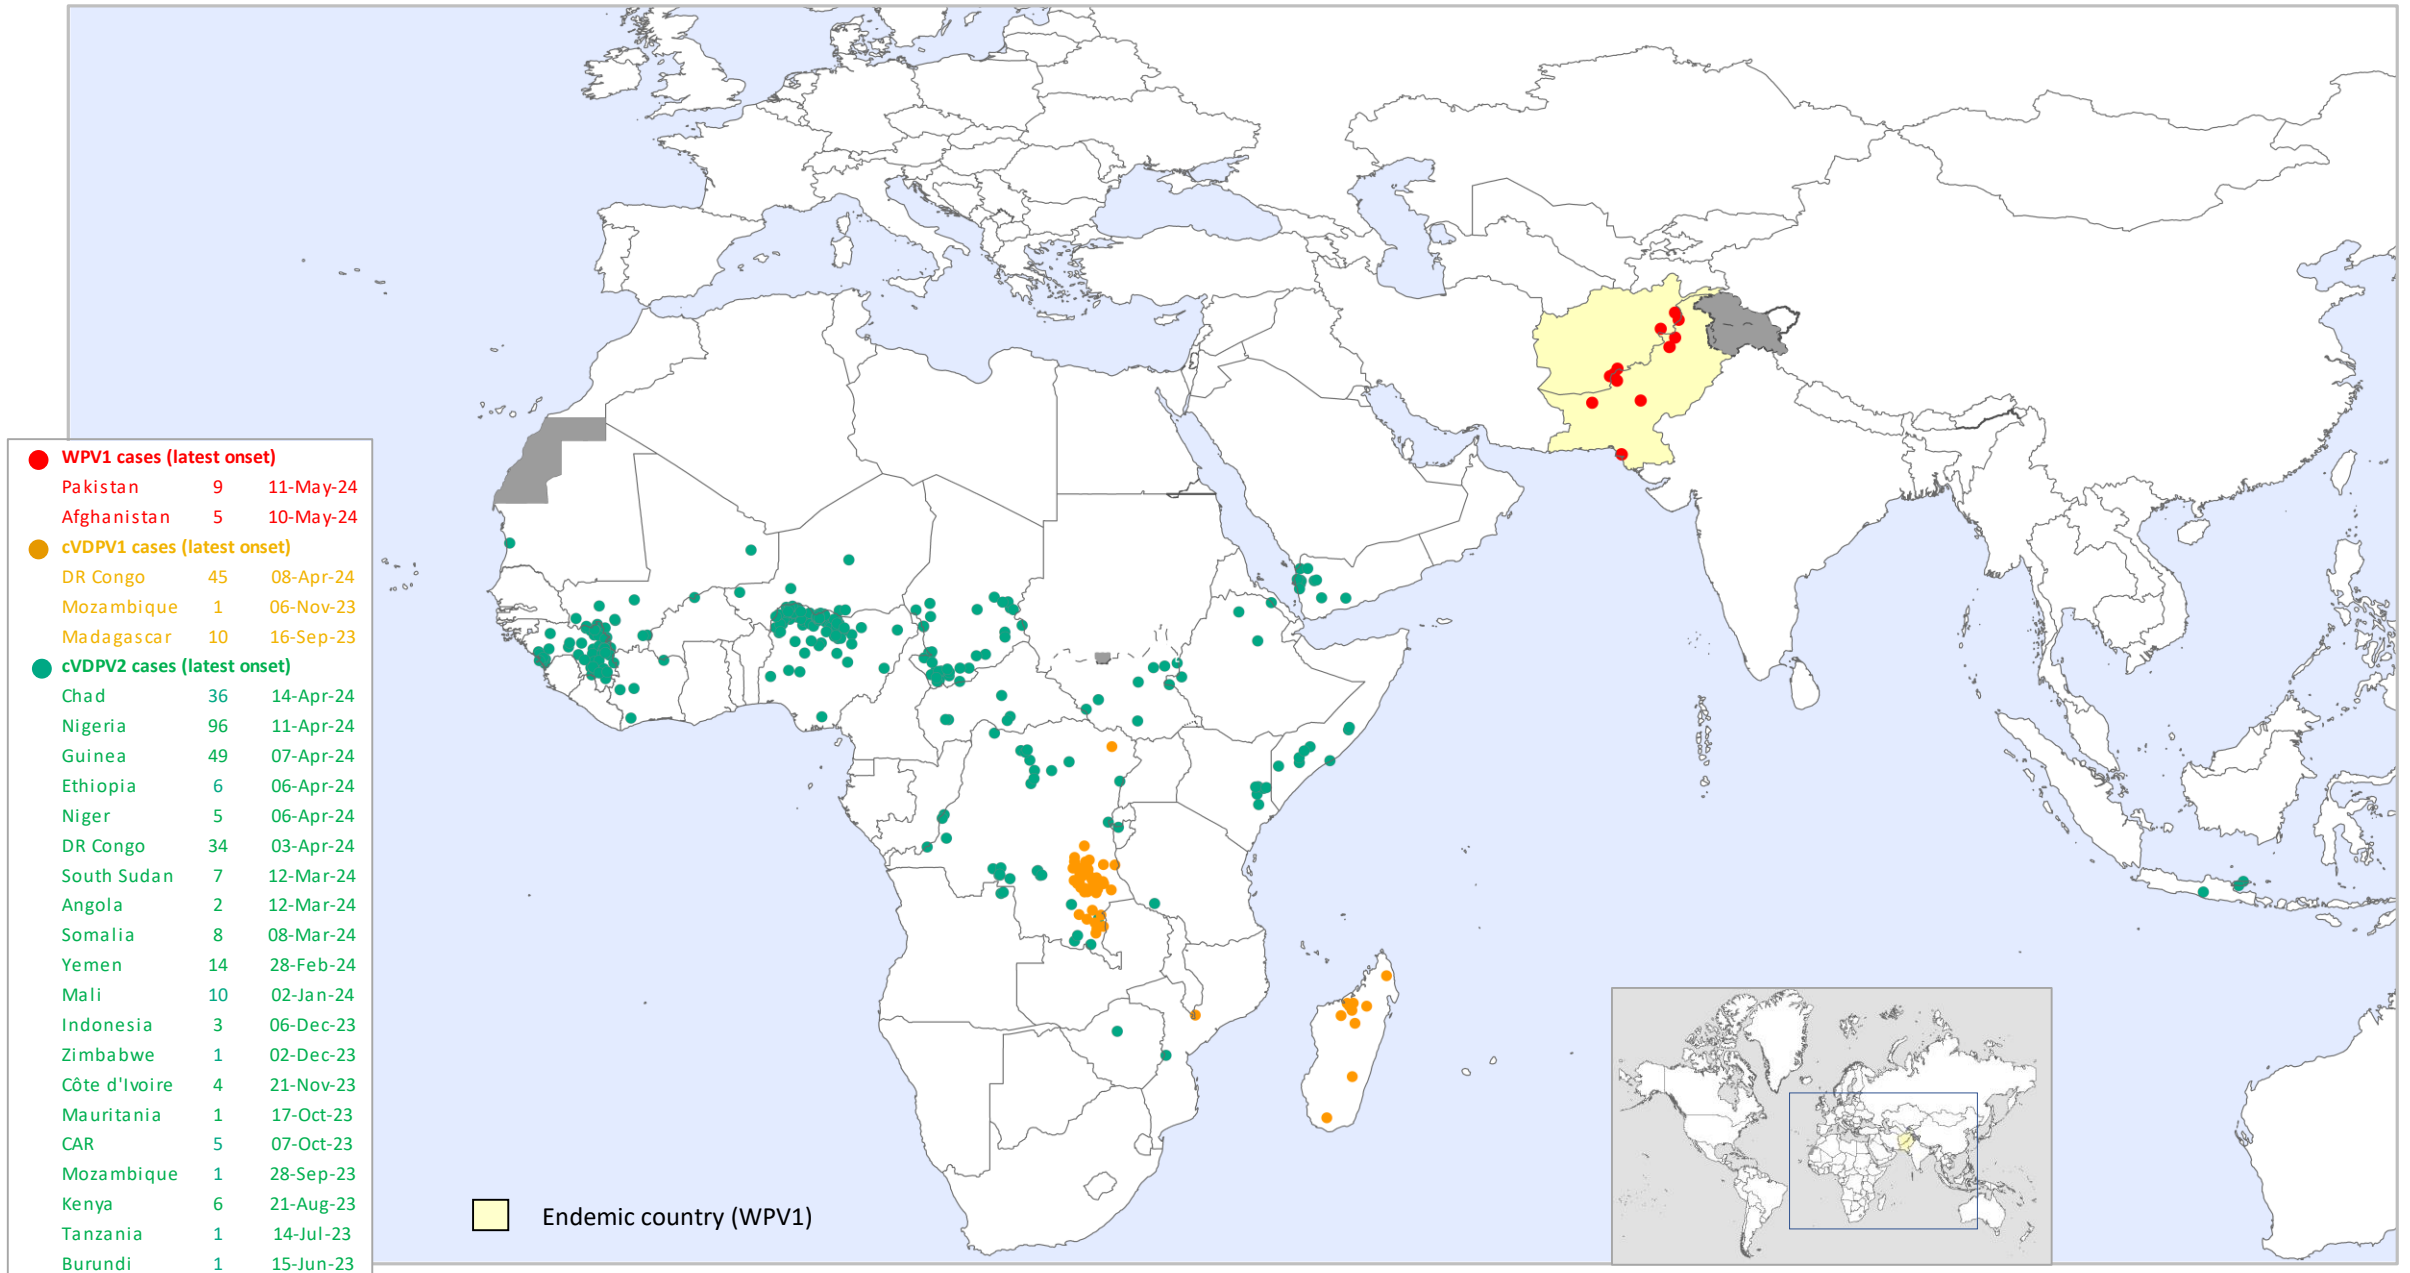 WPV1 cases (latest onset)
Pakistan 9 11-May-24
Afghanistan 5 10-May-24
cVDPV1 cases (latest onset)
DR Congo 45 08-Apr-24
Mozambique 1 06-Nov-23
Madagascar 10 16-Sep-23
cVDPV2 cases (latest onset)
Chad 36 14-Apr-24
Nigeria 96 11-Apr-24
Guinea 49 07-Apr-24
Ethiopia 6 06-Apr-24
Niger 5 06-Apr-24
DR Congo 34 03-Apr-24
South Sudan 7 12-Mar-24
Angola 2 12-Mar-24
Somalia 8 08-Mar-24
Yemen 14 28-Feb-24
Mali 10 02-Jan-24
Indonesia 3 06-Dec-23
Zimbabwe 1 02-Dec-23
Côte d'Ivoire 4 21-Nov-23
Mauritania 1 17-Oct-23
CAR 5 07-Oct-23
Mozambique 1 28-Sep-23
Kenya 6 21-Aug-23
Tanzania 1 14-Jul-23
Burundi 1 15-Jun-23
Endemic country (WPV1)